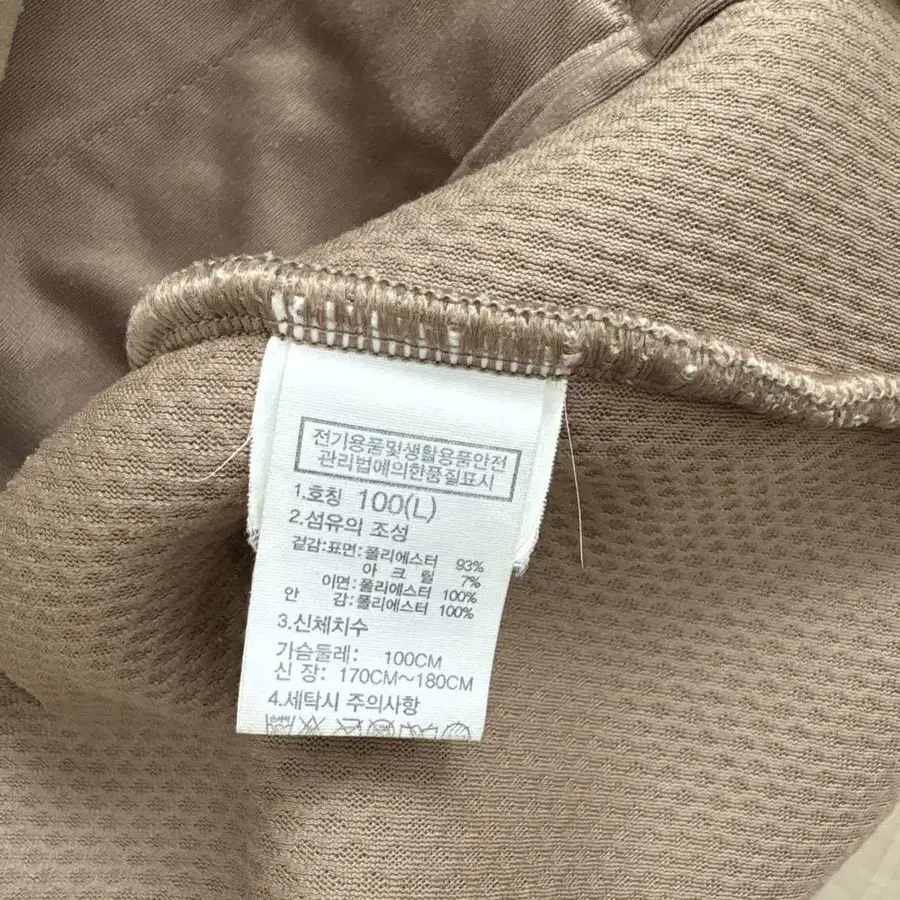 전기용품및생활용품안전
관리법에의한품질표시
1.호칭 100(L)
2.섬유의 조성
겉감:표면:폴리에스터 93%
아 크 릴 7%
이면:폴리에스터 100%
안 감:폴리에스터 100%
3.신체치수
가슴둘레: 100CM
신 장: 170CM~180CM
4.세탁시 주의사항